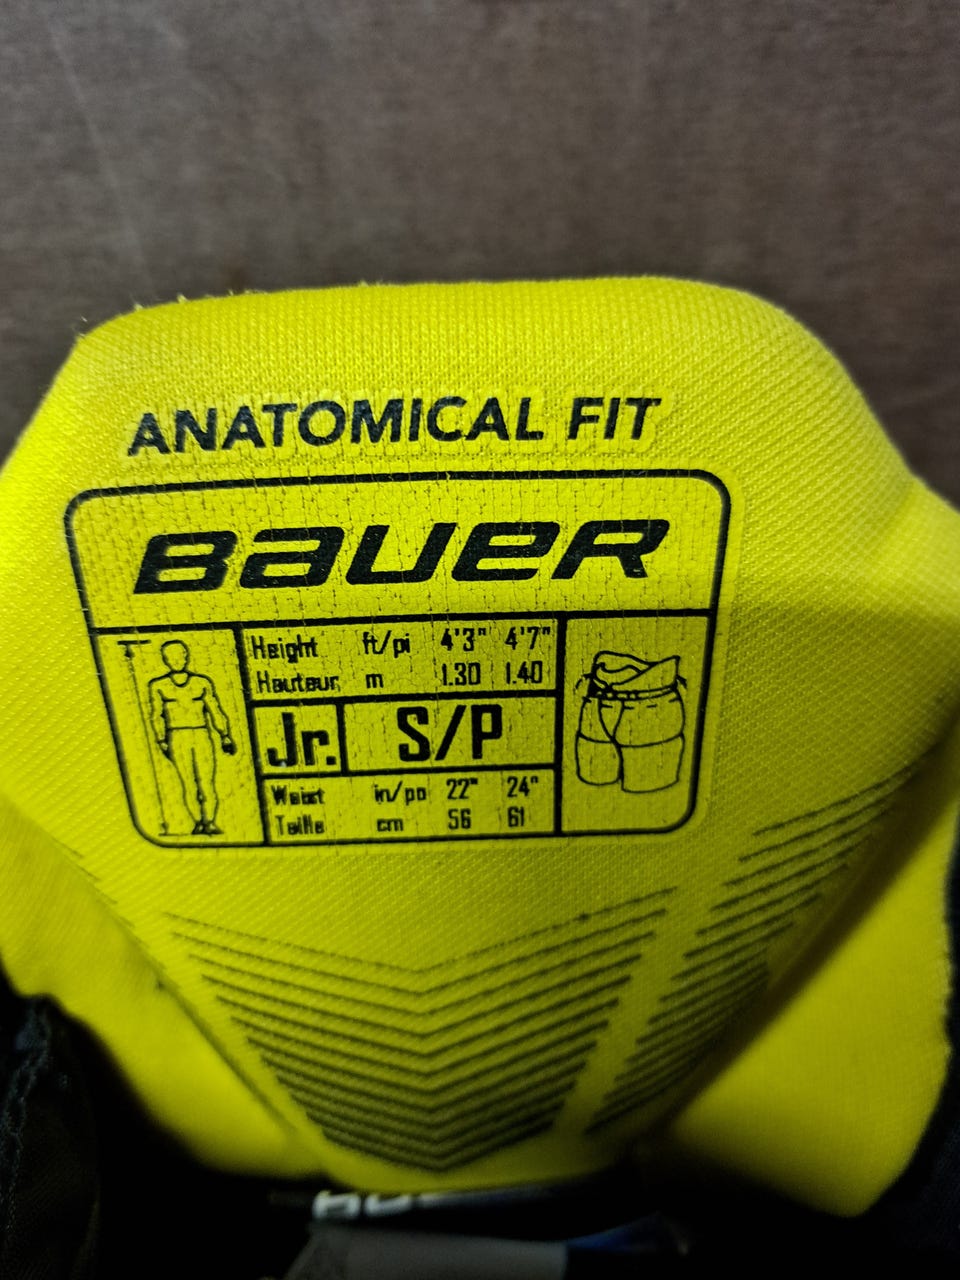 ANATOMICAL FIT
BAUER
Height ft/pi 4'3" 4'7"
Hauteur m 1.30 1.40
Jr. S/P
Waist in/po 22" 24"
Taille cm 56 61